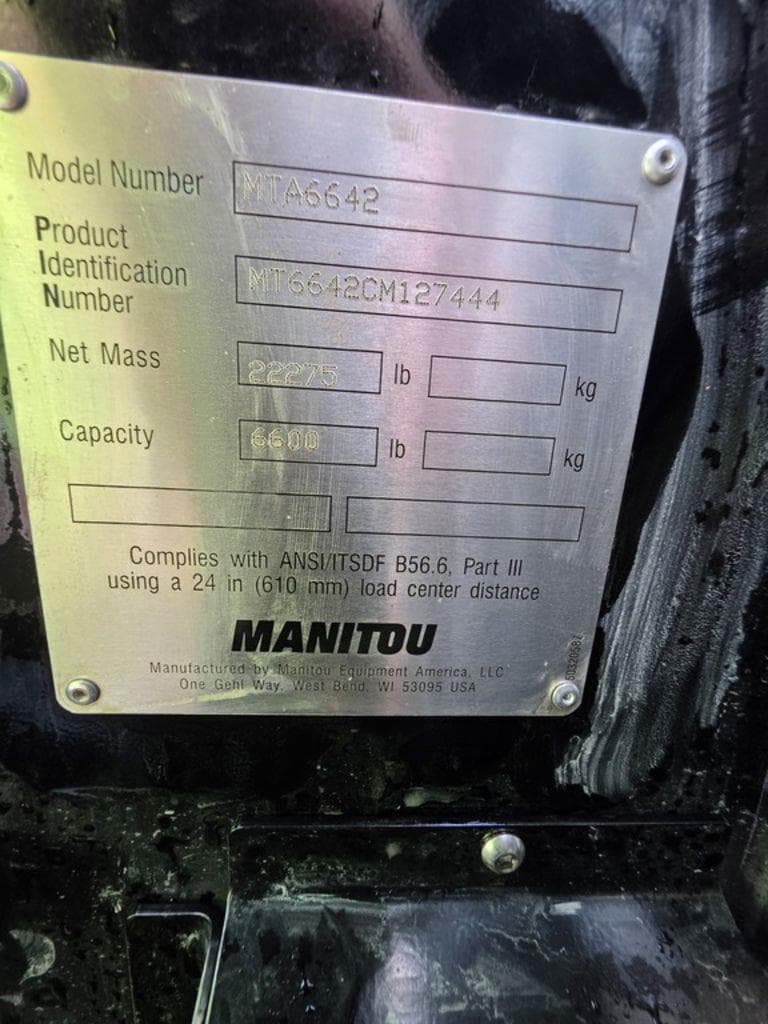 Model Number MTA6642
Product
Identification
Number MT6642CM127444
Net Mass 22275 lb kg
Capacity 6600 lb kg
Complies with ANSI/ITSDF B56.6, Part III
using a 24 in (610 mm) load center distance
MANITOU
Manufactured by Manitou Equipment America, LLC
One Gehl Way, West Bend, WI 53095 USA